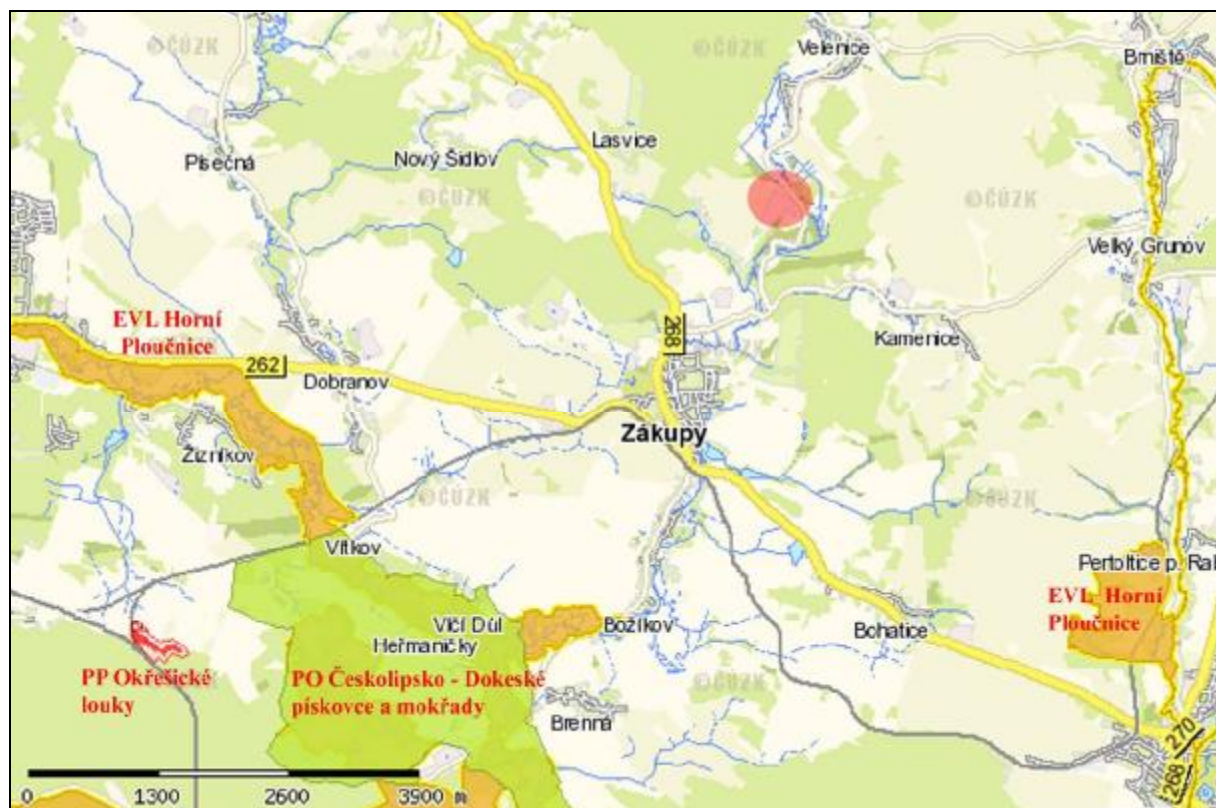 ©ČÚZK
©ČÚZK
Velenice
Brniště
Lasvice
Písečná
Nový Šidlov
©ČÚZK
©ČÚZK
Velký Grunov
EVL Horní
Ploučnice
268
Kamenice
©ČÚZK
262
Dobranov
Zákupy
Žizníkov
©ČÚZK
©ČÚZK
Vítkov
Pertoltice p. Ral
EVL Horní
Ploučnice
Vlčí Důl
Heřmaničky
Božíkov
Bohatice
PP Okřešické
louky
PO Českolipsko - Dokeské
pískovce a mokřady
©ČÚZK
Brenná
270
268
0 1300 2600 3900 m